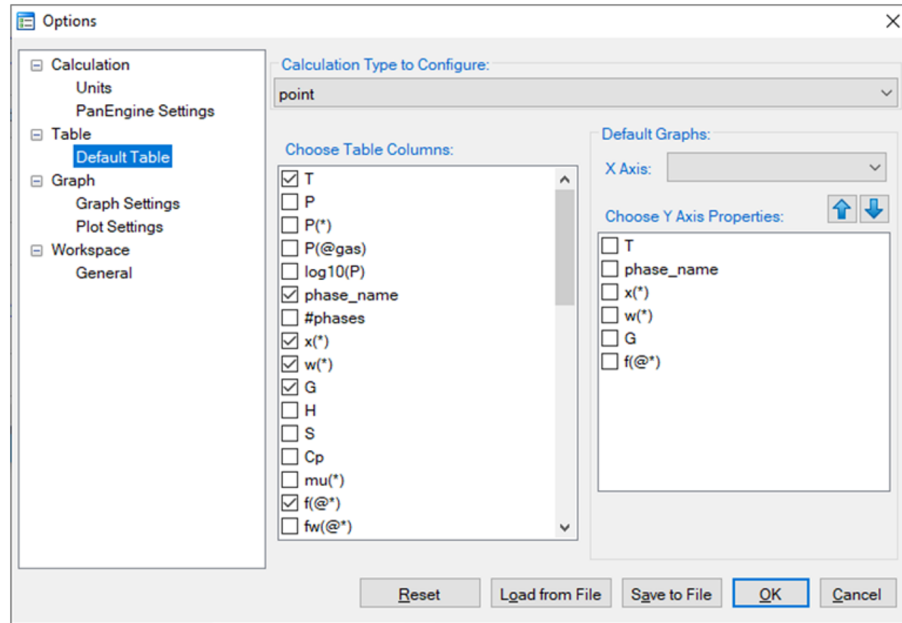 Options
Calculation
Units
PanEngine Settings
Table
Default Table
Graph
Graph Settings
Plot Settings
Workspace
General
Calculation Type to Configure:
point
Choose Table Columns:
T
P
P(*)
P(@gas)
log10(P)
phase_name
#phases
x(*)
w(*)
G
H
S
Cp
mu(*)
f(@*)
fw(@*)
Default Graphs:
X Axis:
Choose Y Axis Properties:
T
phase_name
x(*)
w(*)
G
f(@*)
Reset
Load from File
Save to File
OK
Cancel